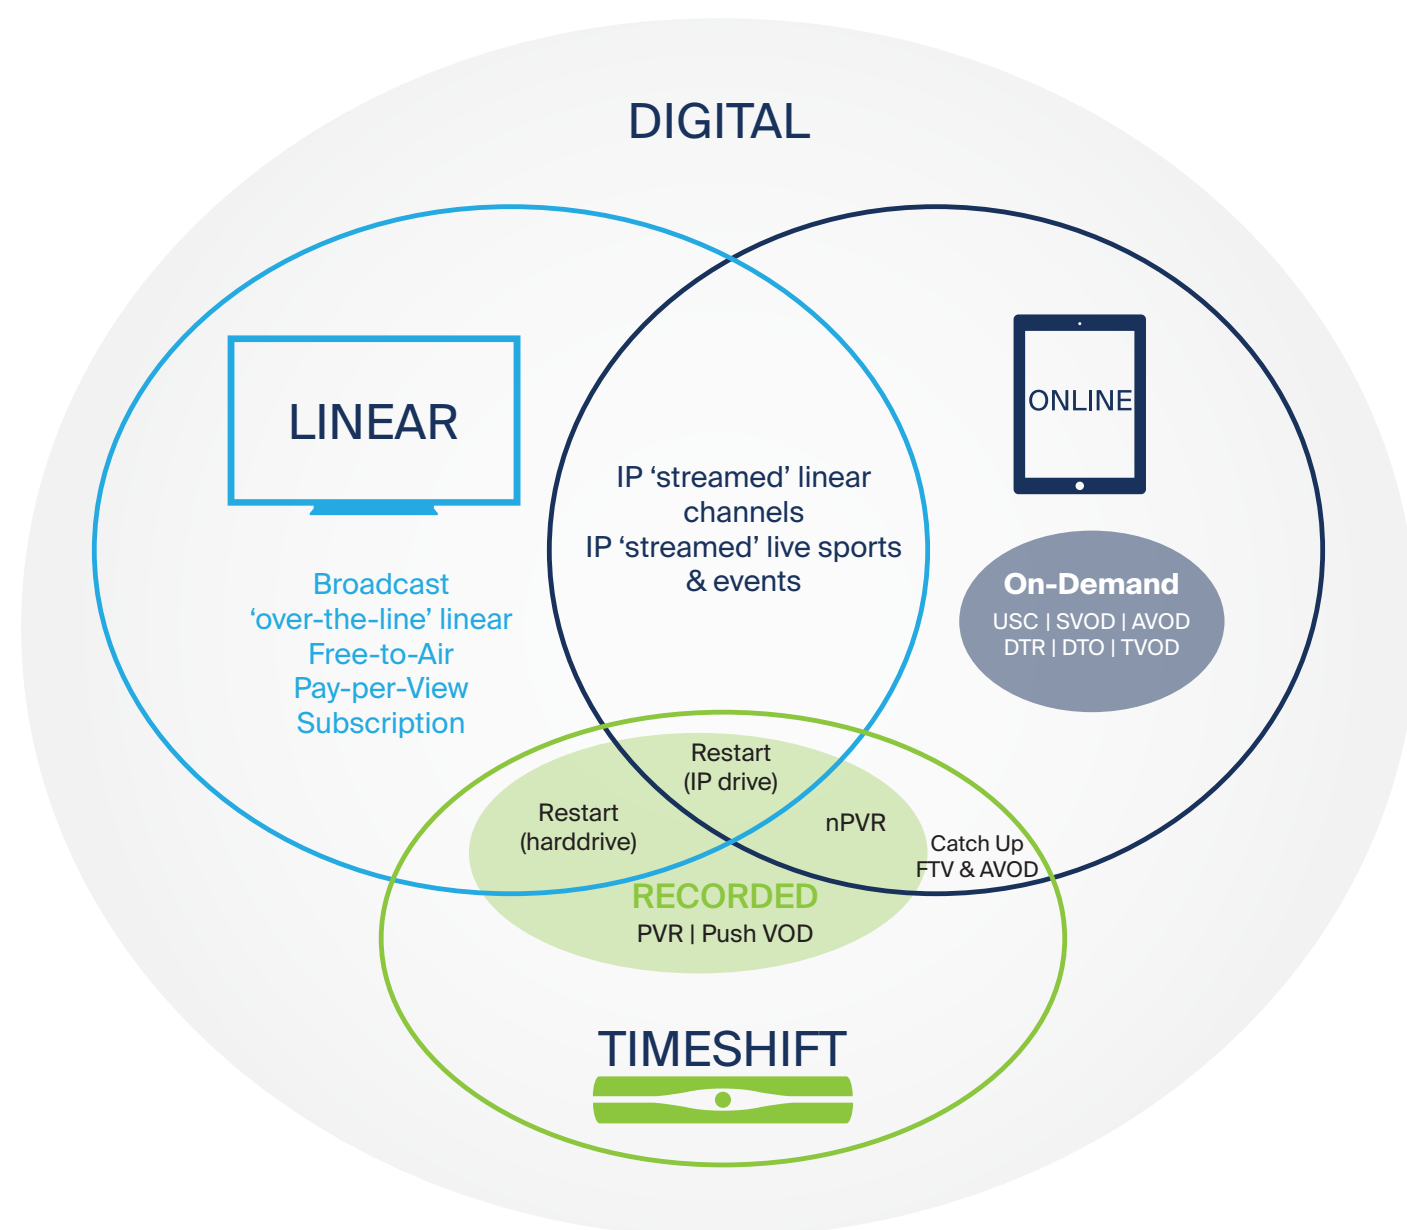 DIGITAL
LINEAR
ONLINE
IP ‘streamed’ linear
channels
IP ‘streamed’ live sports
& events
Broadcast
‘over-the-line’ linear
Free-to-Air
Pay-per-View
Subscription
On-Demand
USC | SVOD | AVOD
DTR | DTO | TVOD
Restart
(IP drive)
Restart
(harddrive)
nPVR
Catch Up
FTV & AVOD
RECORDED
PVR | Push VOD
TIMESHIFT